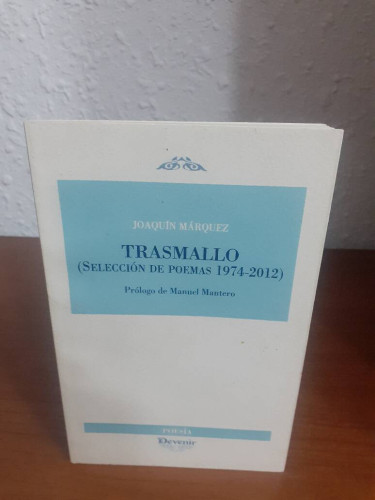 JOAQUÍN MÁRQUEZ
TRASMALLO
(SELECCIÓN DE POEMAS 1974-2012)
Prólogo de Manuel Mantero
POESÍA
Devenir